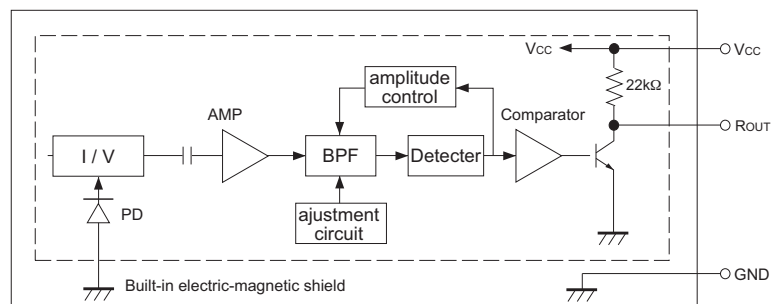 Vcc
Vcc
amplitude
control
22kΩ
AMP
Comparator
ROUT
I / V
BPF
Detecter
PD
ajustment
circuit
GND
Built-in electric-magnetic shield